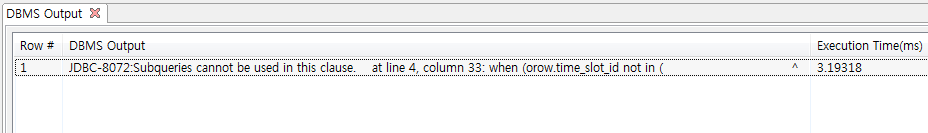 DBMS Output
Row # DBMS Output Execution Time(ms)
1 JDBC-8072:Subqueries cannot be used in this clause. at line 4, column 33: when (orow.time_slot_id not in ( ^ 3.19318